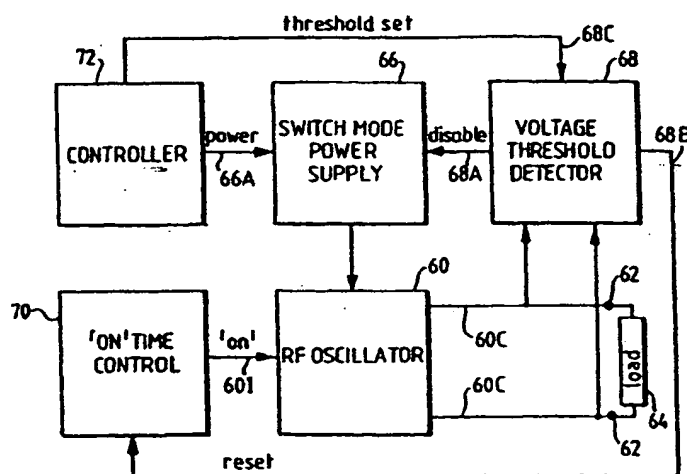 threshold set
68C
72
66
68
CONTROLLER
power
66A
SWITCH MODE
POWER
SUPPLY
disable
68A
VOLTAGE
THRESHOLD
DETECTOR
68B
60
62
70
'ON' TIME
CONTROL
'on'
601
RF OSCILLATOR
60C
60C
load
64
62
reset